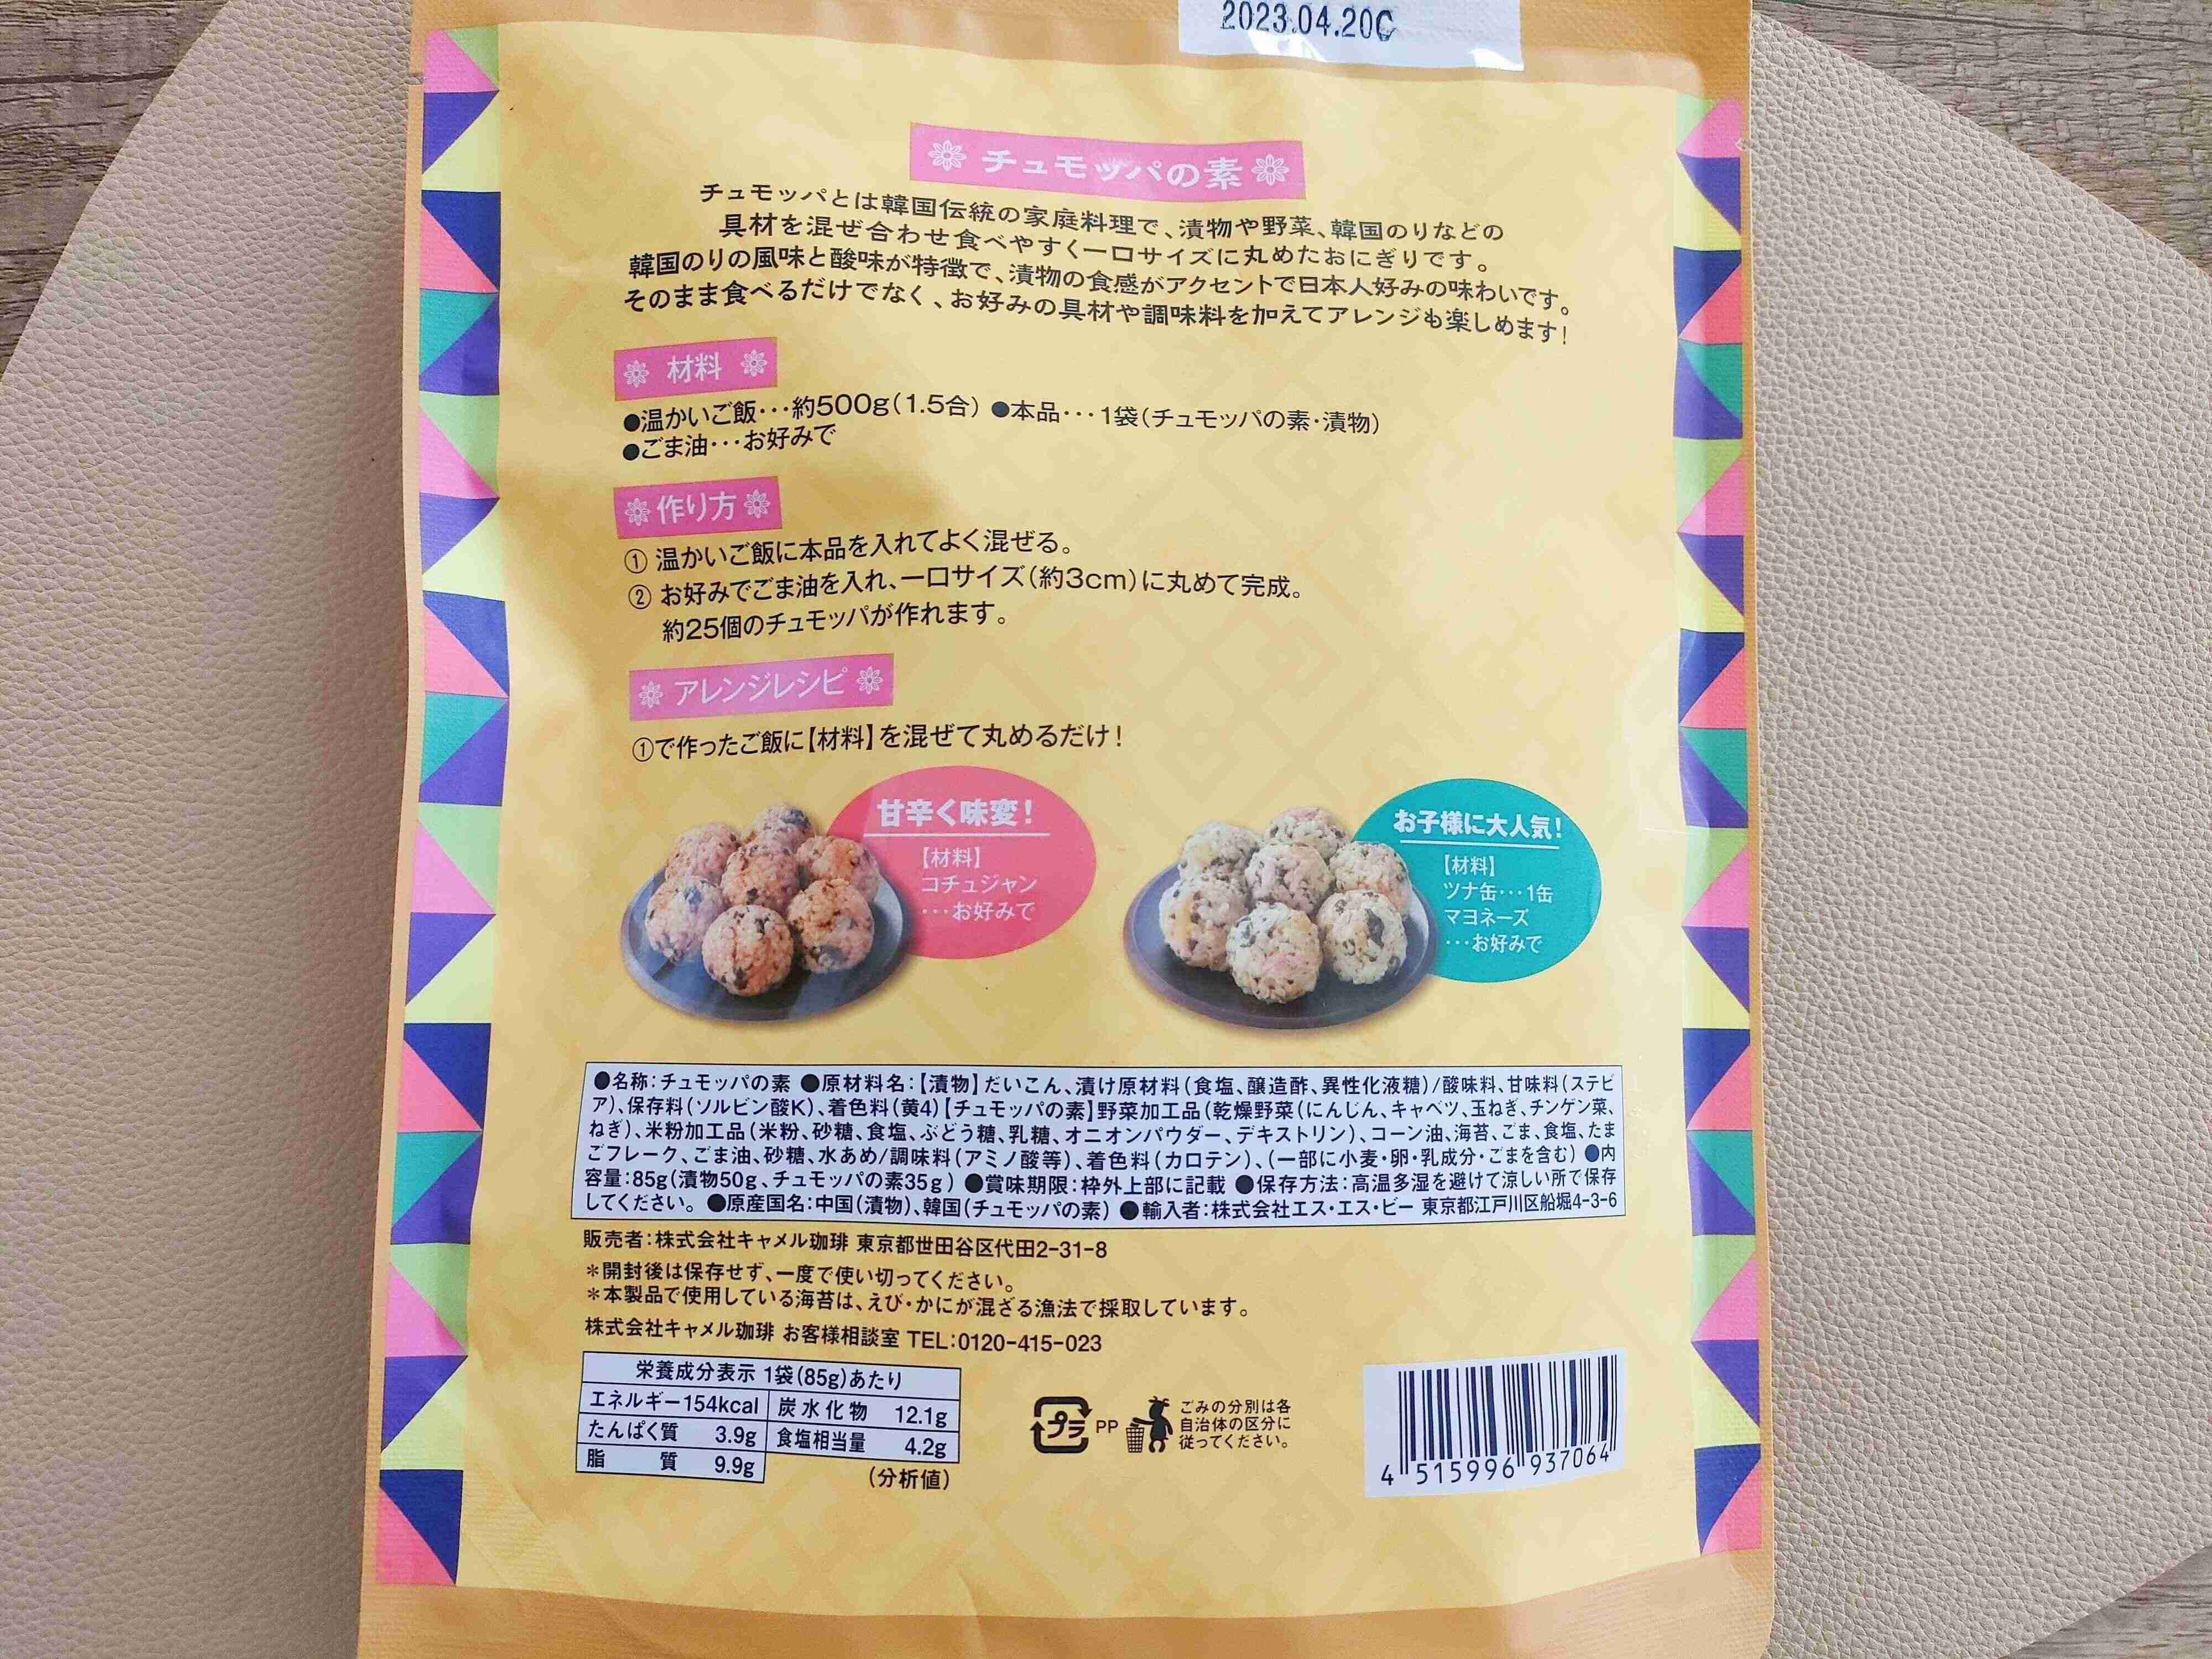 2023.04.20C
チュモッパの素
チュモッパとは韓国伝統の家庭料理で、漬物や野菜、韓国のりなどの
具材を混ぜ合わせ食べやすく一口サイズに丸めたおにぎりです。
韓国のりの風味と酸味が特徴で、漬物の食感がアクセントで日本人好みの味わいです。
そのまま食べるだけでなく、お好みの具材や調味料を加えてアレンジも楽しめます!
材料
●温かいご飯・・・約500g(1.5合) ●本品・・・1袋(チュモッパの素・漬物)
●ごま油・・・お好みで
作り方
① 温かいご飯に本品を入れてよく混ぜる。
② お好みでごま油を入れ、一口サイズ(約3cm)に丸めて完成。
約25個のチュモッパが作れます。
アレンジレシピ
①で作ったご飯に【材料】を混ぜて丸めるだけ!
甘辛く味変!
【材料】
コチュジャン
・・・お好みで
お子様に大人気!
【材料】
ツナ缶・・・1缶
マヨネーズ
・・・お好みで
●名称:チュモッパの素 ●原材料名:【漬物】だいこん、漬け原材料(食塩、醸造酢、異性化液糖)/酸味料、甘味料(ステビ
ア)、保存料(ソルビン酸K)、着色料(黄4)【チュモッパの素】野菜加工品(乾燥野菜(にんじん、キャベツ、玉ねぎ、チンゲン菜、
ねぎ)、米粉加工品(米粉、砂糖、食塩、ぶどう糖、乳糖、オニオンパウダー、デキストリン)、コーン油、海苔、ごま、食塩、たま
ごフレーク、ごま油、砂糖、水あめ/調味料(アミノ酸等)、着色料(カロテン)、(一部に小麦・卵・乳成分・ごまを含む) ●内
容量:85g(漬物50g、チュモッパの素35g) ●賞味期限:枠外上部に記載 ●保存方法:高温多湿を避けて涼しい所で保存
してください。 ●原産国名:中国(漬物)、韓国(チュモッパの素) ●輸入者:株式会社エス・エス・ビー 東京都江戸川区船堀4-3-6
販売者:株式会社キャメル珈琲 東京都世田谷区代田2-31-8
*開封後は保存せず、一度で使い切ってください。
*本製品で使用している海苔は、えび・かにが混ざる漁法で採取しています。
株式会社キャメル珈琲 お客様相談室 TEL:0120-415-023
栄養成分表示 1袋(85g)あたり
エネルギー 154kcal 炭水化物 12.1g
たんぱく質 3.9g 食塩相当量 4.2g
脂質 9.9g (分析値)
プラ PP
ごみの分別は各
自治体の区分に
従ってください。
4 515996 937064